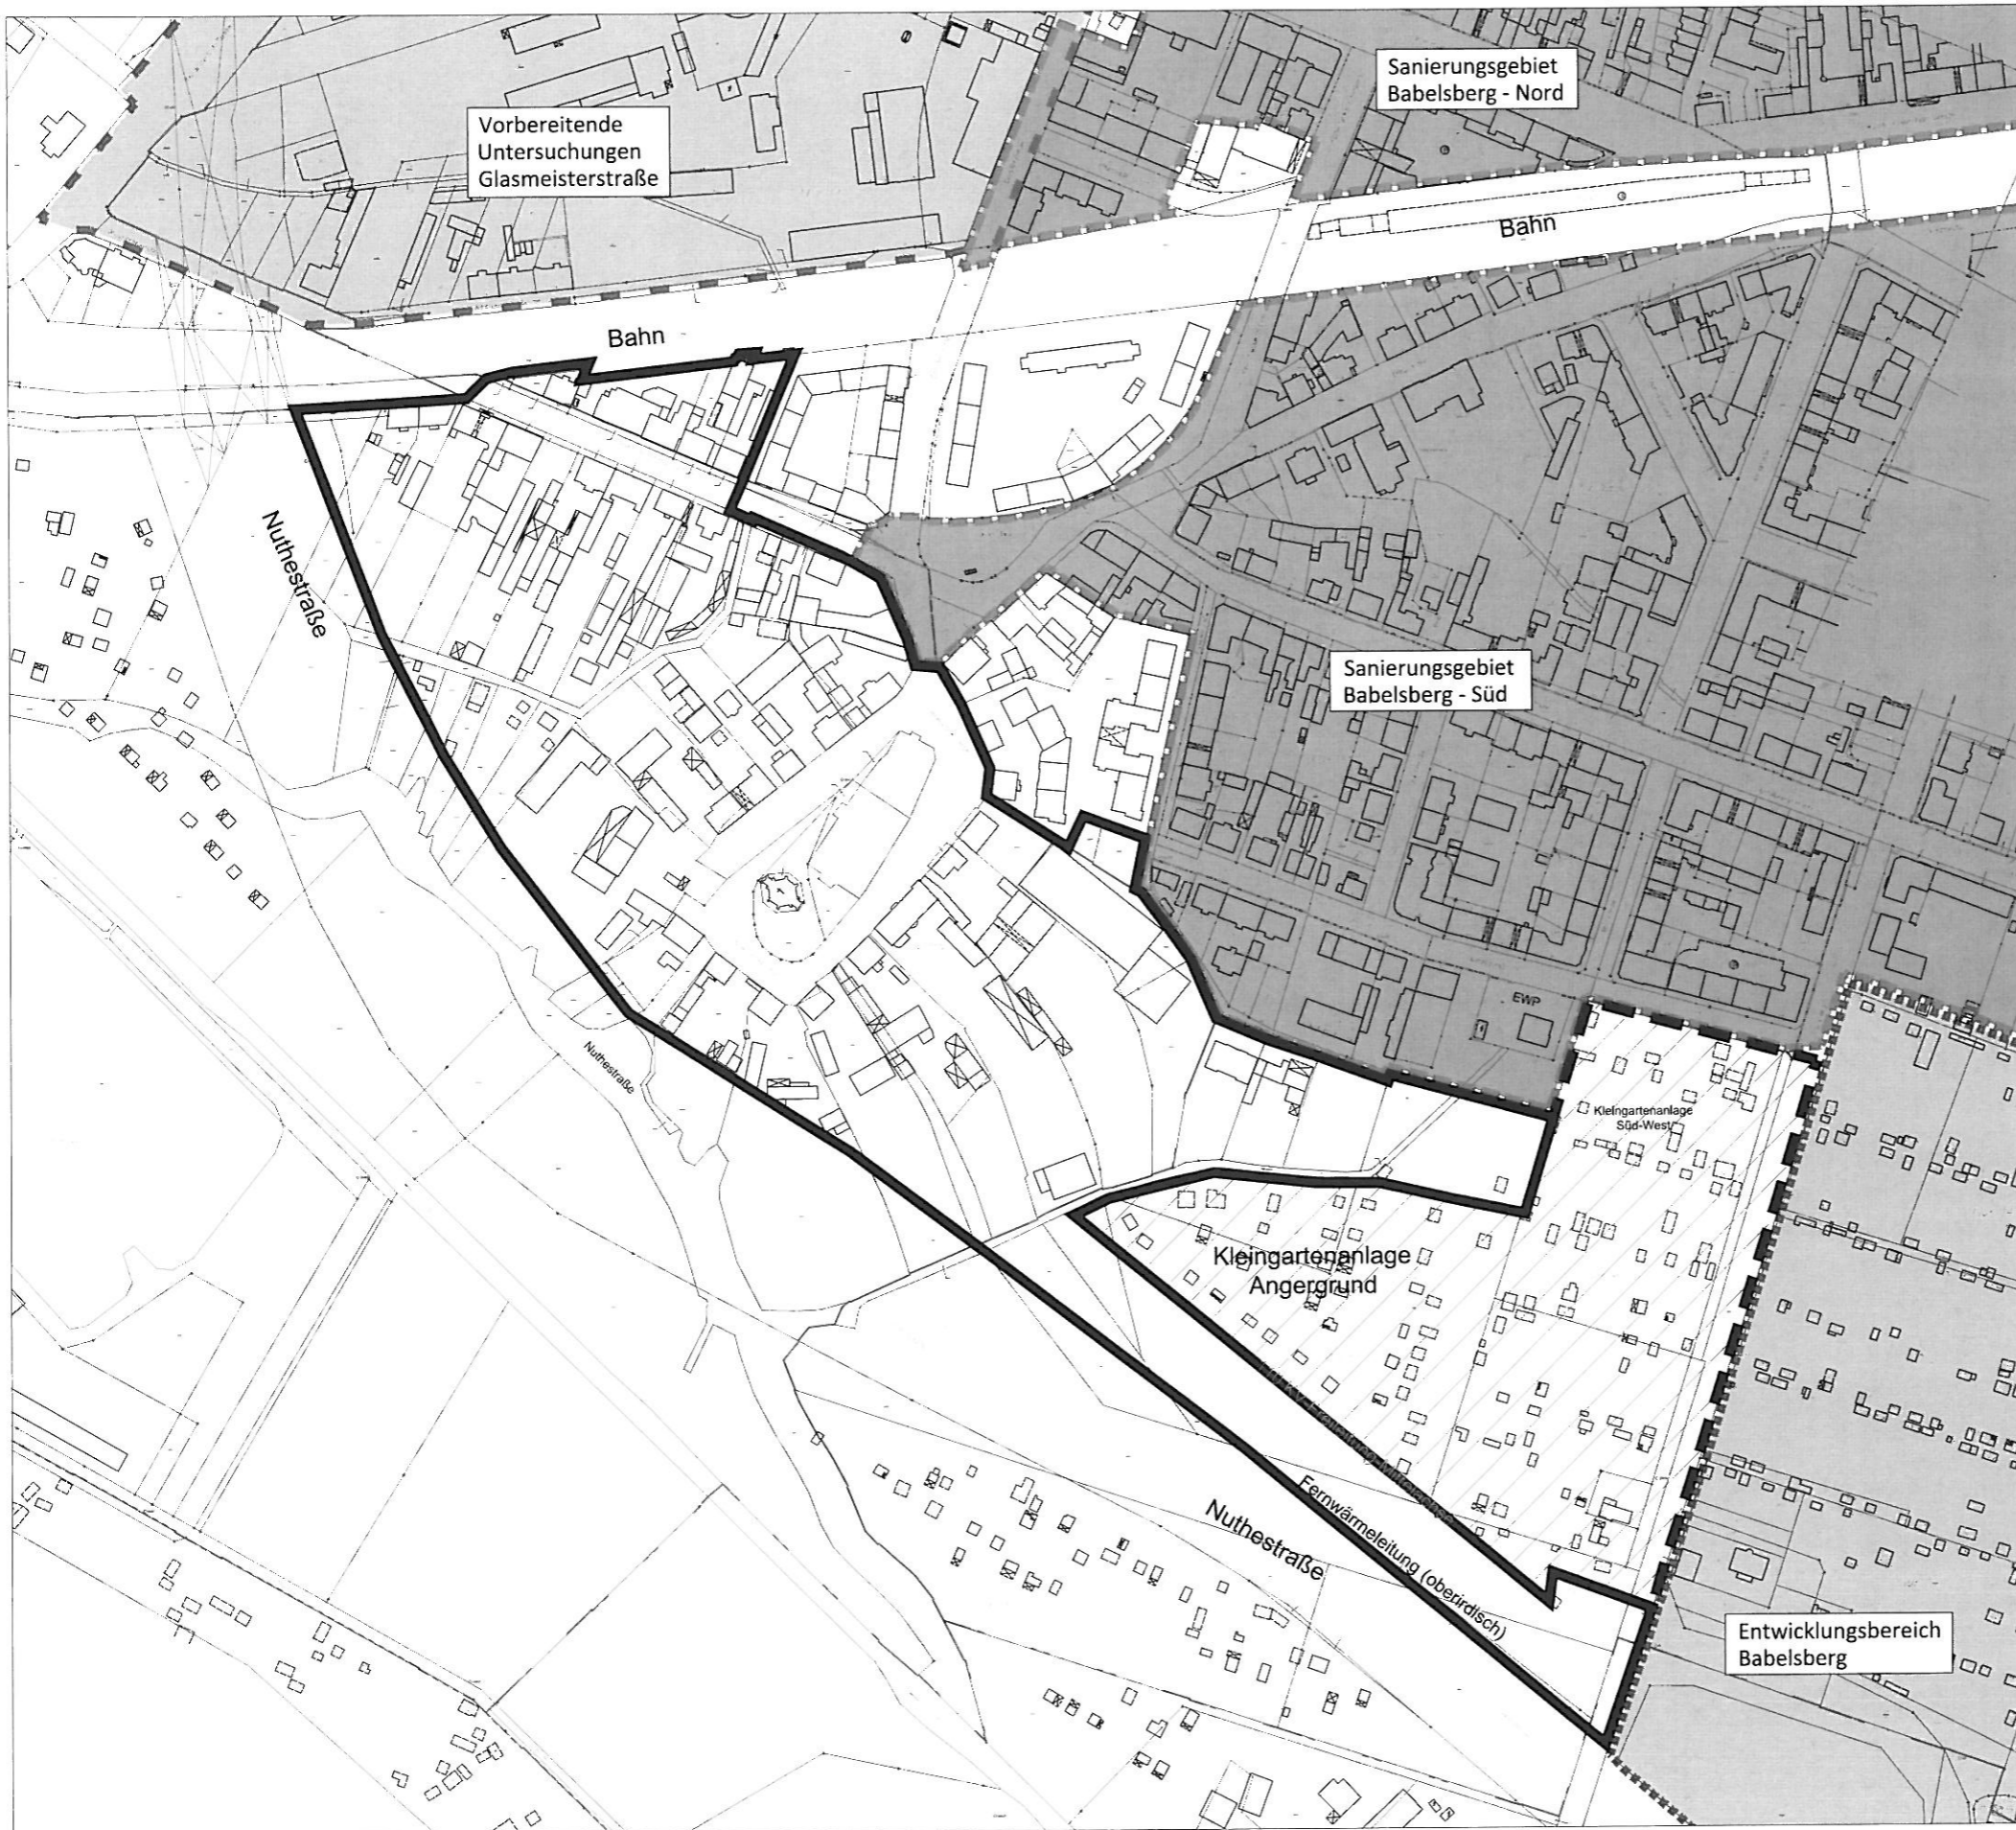 Sanierungsgebiet
Babelsberg - Nord
Vorbereitende
Untersuchungen
Glasmeisterstraße
Bahn
Bahn
Nuthestraße
Sanierungsgebiet
Babelsberg - Süd
EWP
Nuthestraße
Kleingartenanlage
Süd-West
Kleingartenanlage
Angergrund
Fernwärmeleitung (oberirdisch)
Nuthestraße
Entwicklungsbereich
Babelsberg